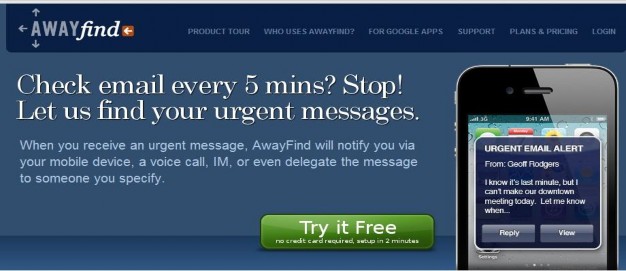 AWAYfind
PRODUCT TOUR WHO USES AWAYFIND? FOR GOOGLE APPS SUPPORT PLANS & PRICING LOGIN
Check email every 5 mins? Stop!
Let us find your urgent messages.
When you receive an urgent message, AwayFind will notify you via
your mobile device, a voice call, IM, or even delegate the message
to someone you specify.
Try it Free
no credit card required, setup in 2 minutes
3G 9:41 AM
URGENT EMAIL ALERT
From: Geoff Rodgers
I know it's last minute, but I
can't make our downtown
meeting today. Let me know
when...
Reply View
Settings